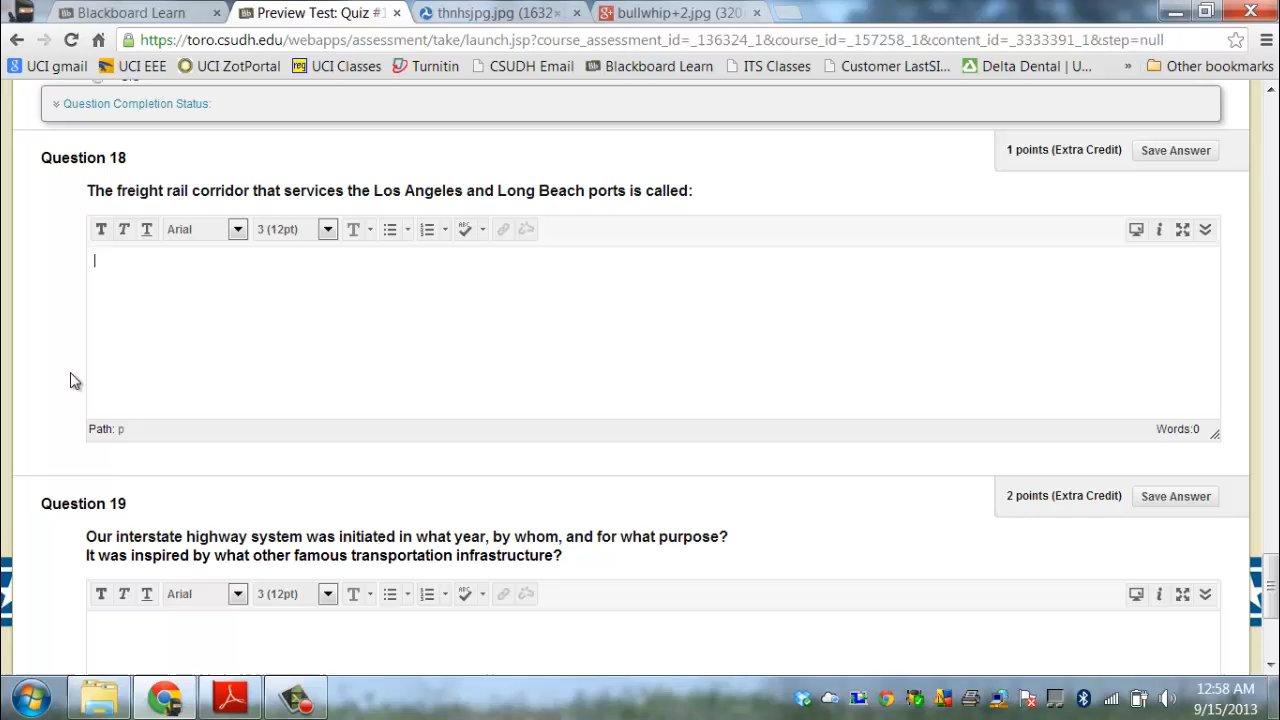 Blackboard Learn
Preview Test: Quiz #1
thnhsjpg.jpg (1632×
bullwhip+2.jpg (320
https://toro.csudh.edu/webapps/assessment/take/launch.jsp?course_assessment_id=_136324_1&course_id=_157258_1&content_id=_3333391_1&step=null
UCI gmail
UCI EEE
UCI ZotPortal
reg UCI Classes
Turnitin
CSUDH Email
Bb Blackboard Learn
ITS Classes
Customer LastSI...
Delta Dental | U...
» Other bookmarks
Question Completion Status:
Question 18
1 points (Extra Credit) Save Answer
The freight rail corridor that services the Los Angeles and Long Beach ports is called:
T T T Arial 3 (12pt) T ABC i
Path: p Words:0
Question 19
2 points (Extra Credit) Save Answer
Our interstate highway system was initiated in what year, by whom, and for what purpose?
It was inspired by what other famous transportation infrastructure?
T T T Arial 3 (12pt) T ABC i
12:58 AM
9/15/2013